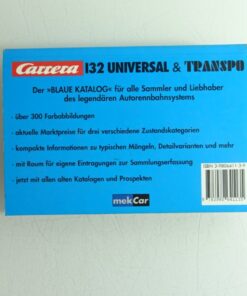 Carrera 132 UNIVERSAL & TRANSPO
Der »BLAUE KATALOG« für alle Sammler und Liebhaber
des legendären Autorennbahnsystems
· über 300 Farbabbildungen
· aktuelle Marktpreise für drei verschiedene Zustandskategorien
· kompakte Informationen zu typischen Mängeln, Detailvarianten und mehr
· mit Raum für eigene Eintragungen zur Sammlungserfassung
· jetzt mit allen alten Katalogen und Prospekten
mekCar
ISBN